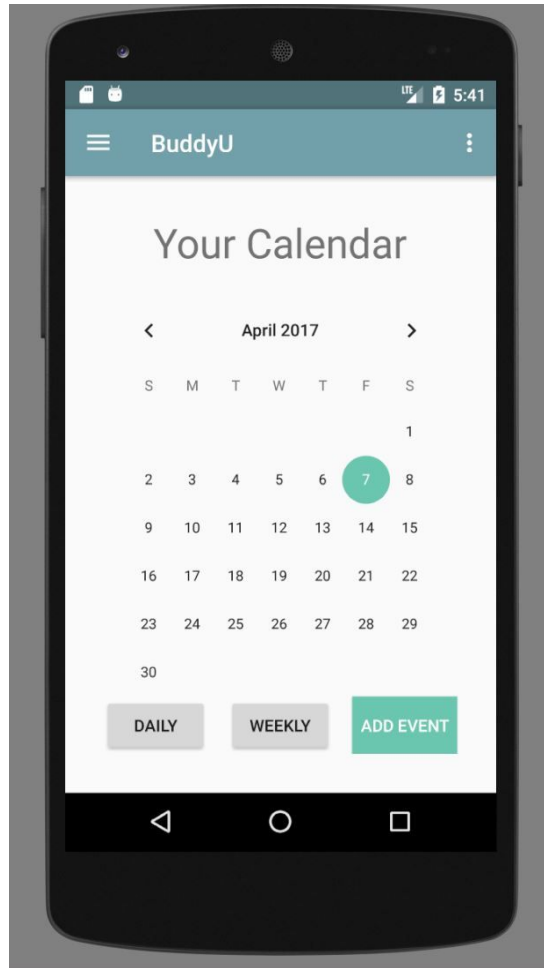 LTE 5:41
BuddyU
Your Calendar
April 2017
S M T W T F S
1
2 3 4 5 6 7 8
9 10 11 12 13 14 15
16 17 18 19 20 21 22
23 24 25 26 27 28 29
30
DAILY WEEKLY ADD EVENT